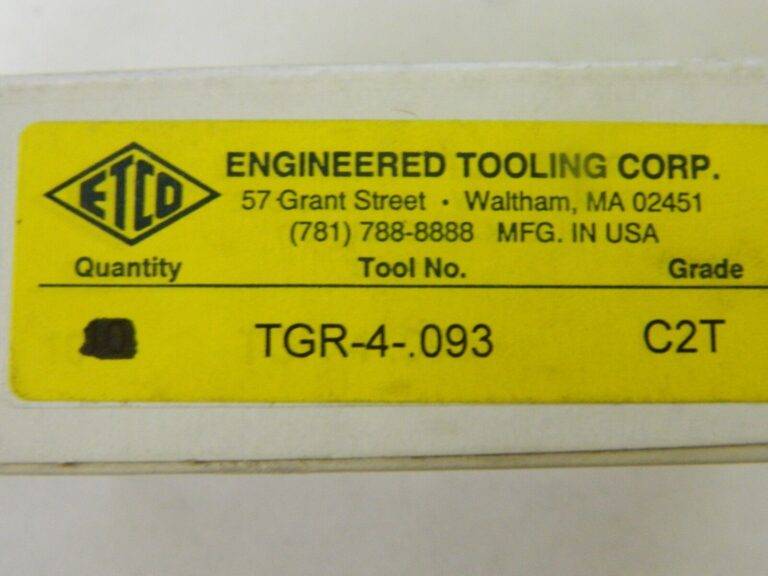 ETCO
ENGINEERED TOOLING CORP.
57 Grant Street • Waltham, MA 02451
(781) 788-8888 MFG. IN USA
Quantity Tool No. Grade
TGR-4-.093 C2T